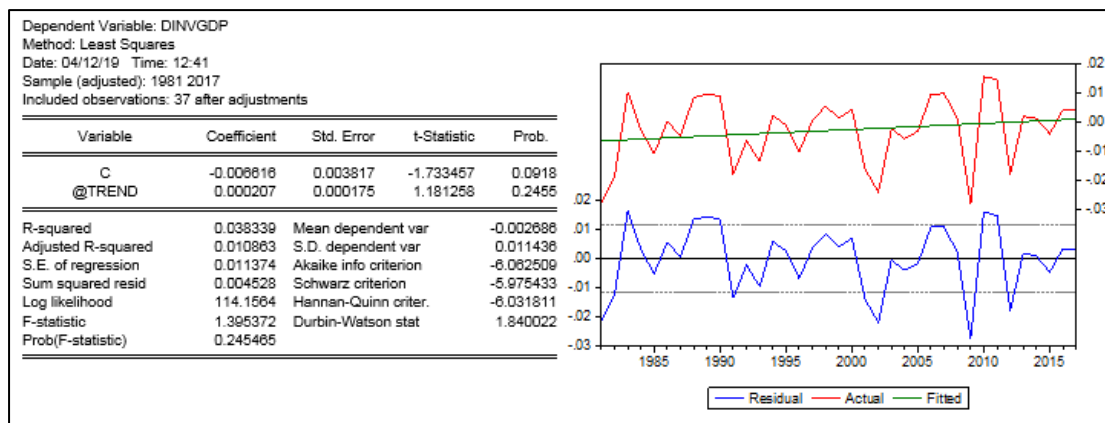 Dependent Variable: DINVGDP
Method: Least Squares
Date: 04/12/19 Time: 12:41
Sample (adjusted): 1981 2017
Included observations: 37 after adjustments
Variable Coefficient Std. Error t-Statistic Prob.
C -0.006616 0.003817 -1.733457 0.0918
@TREND 0.000207 0.000175 1.181258 0.2455
R-squared 0.038339 Mean dependent var -0.002686
Adjusted R-squared 0.010863 S.D. dependent var 0.011436
S.E. of regression 0.011374 Akaike info criterion -6.062509
Sum squared resid 0.004528 Schwarz criterion -5.975433
Log likelihood 114.1564 Hannan-Quinn criter. -6.031811
F-statistic 1.395372 Durbin-Watson stat 1.840022
Prob(F-statistic) 0.245465
.02
.01
.00
-.01
-.02
-.03
.02
.01
.00
-.01
-.02
-.03
1985 1990 1995 2000 2005 2010 2015
Residual Actual Fitted